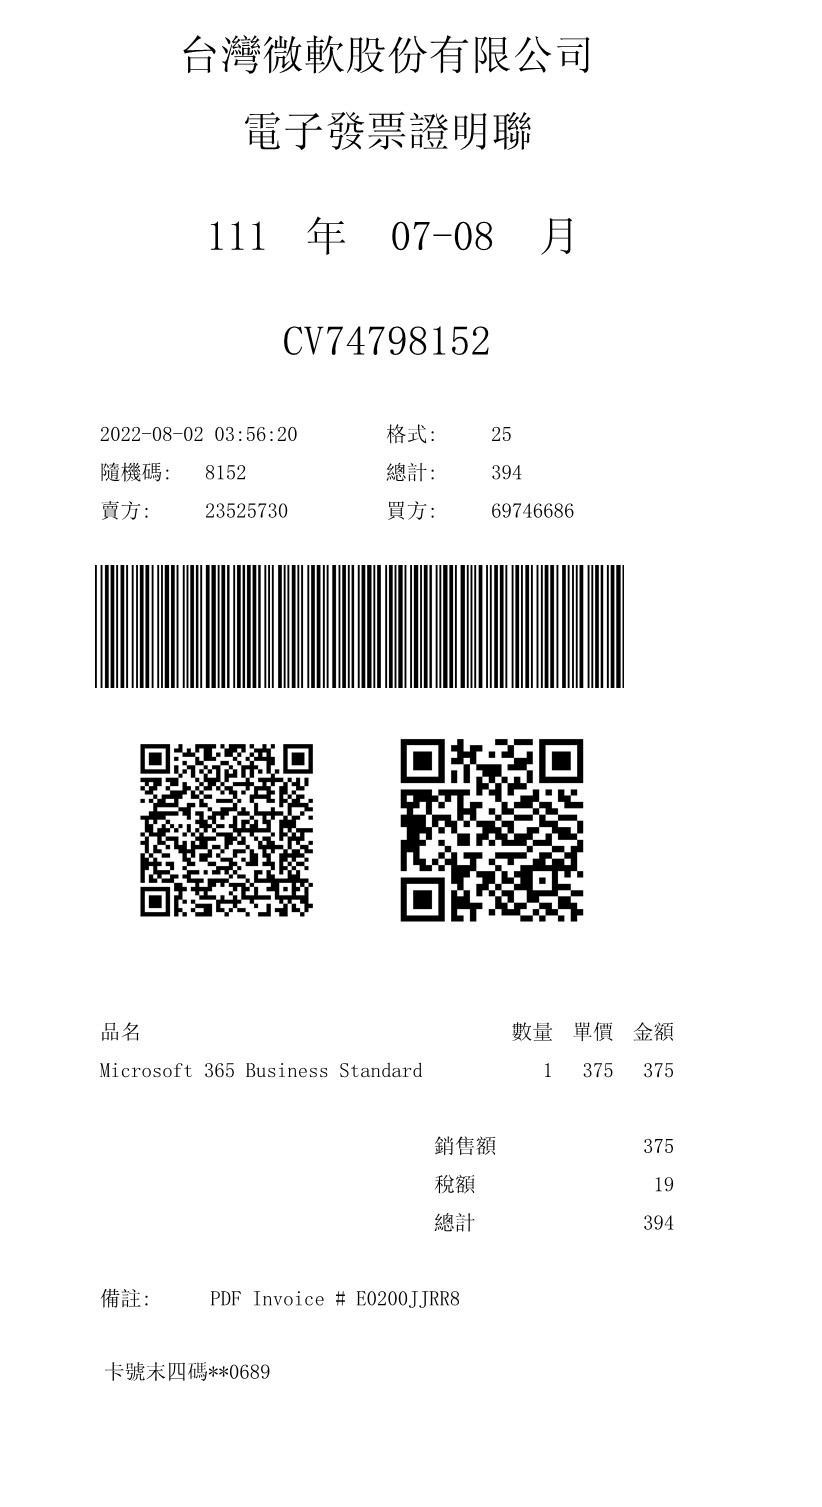 台灣微軟股份有限公司
電子發票證明聯
111 年 07-08 月
CV74798152
2022-08-02 03:56:20 格式: 25
隨機碼: 8152 總計: 394
賣方: 23525730 買方: 69746686
品名 數量 單價 金額
Microsoft 365 Business Standard 1 375 375
銷售額 375
稅額 19
總計 394
備註: PDF Invoice # E0200JJRR8
卡號末四碼**0689